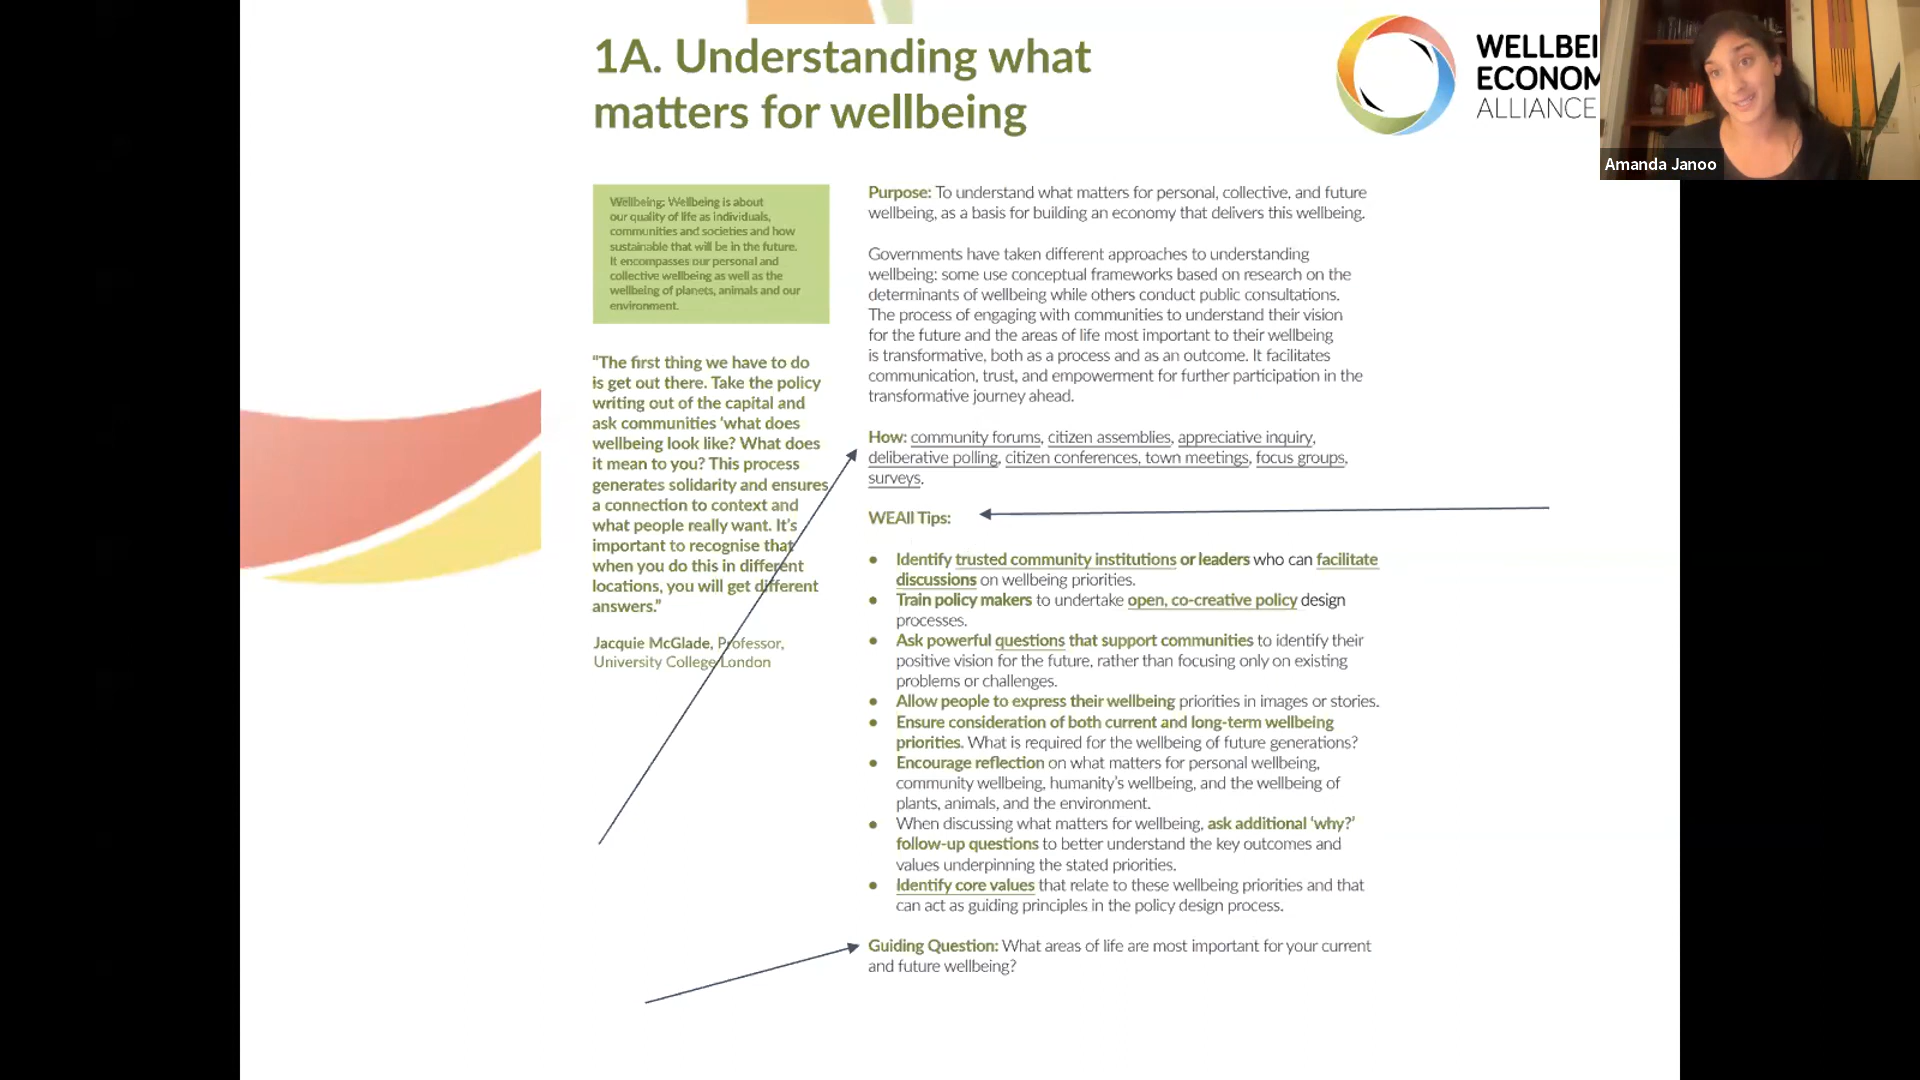 1A. Understanding what
matters for wellbeing
WELLBEI
ECONOM
ALLIANCE
Amanda Janoo
Wellbeing: Wellbeing is about
our quality of life as individuals,
communities and societies and how
sustainable that will be in the future.
It encompasses our personal and
collective wellbeing as well as the
wellbeing of planets, animals and our
environment.
“The first thing we have to do
is get out there. Take the policy
writing out of the capital and
ask communities ‘what does
wellbeing look like? What does
it mean to you? This process
generates solidarity and ensures
a connection to context and
what people really want. It’s
important to recognise that
when you do this in different
locations, you will get different
answers.”
Jacquie McGlade, Professor,
University College London
Purpose: To understand what matters for personal, collective, and future
wellbeing, as a basis for building an economy that delivers this wellbeing.
Governments have taken different approaches to understanding
wellbeing: some use conceptual frameworks based on research on the
determinants of wellbeing while others conduct public consultations.
The process of engaging with communities to understand their vision
for the future and the areas of life most important to their wellbeing
is transformative, both as a process and as an outcome. It facilitates
communication, trust, and empowerment for further participation in the
transformative journey ahead.
How: community forums, citizen assemblies, appreciative inquiry,
deliberative polling, citizen conferences, town meetings, focus groups,
surveys.
WEAll Tips:
● Identify trusted community institutions or leaders who can facilitate
discussions on wellbeing priorities.
● Train policy makers to undertake open, co-creative policy design
processes.
● Ask powerful questions that support communities to identify their
positive vision for the future, rather than focusing only on existing
problems or challenges.
● Allow people to express their wellbeing priorities in images or stories.
● Ensure consideration of both current and long-term wellbeing
priorities. What is required for the wellbeing of future generations?
● Encourage reflection on what matters for personal wellbeing,
community wellbeing, humanity’s wellbeing, and the wellbeing of
plants, animals, and the environment.
● When discussing what matters for wellbeing, ask additional ‘why?’
follow-up questions to better understand the key outcomes and
values underpinning the stated priorities.
● Identify core values that relate to these wellbeing priorities and that
can act as guiding principles in the policy design process.
Guiding Question: What areas of life are most important for your current
and future wellbeing?